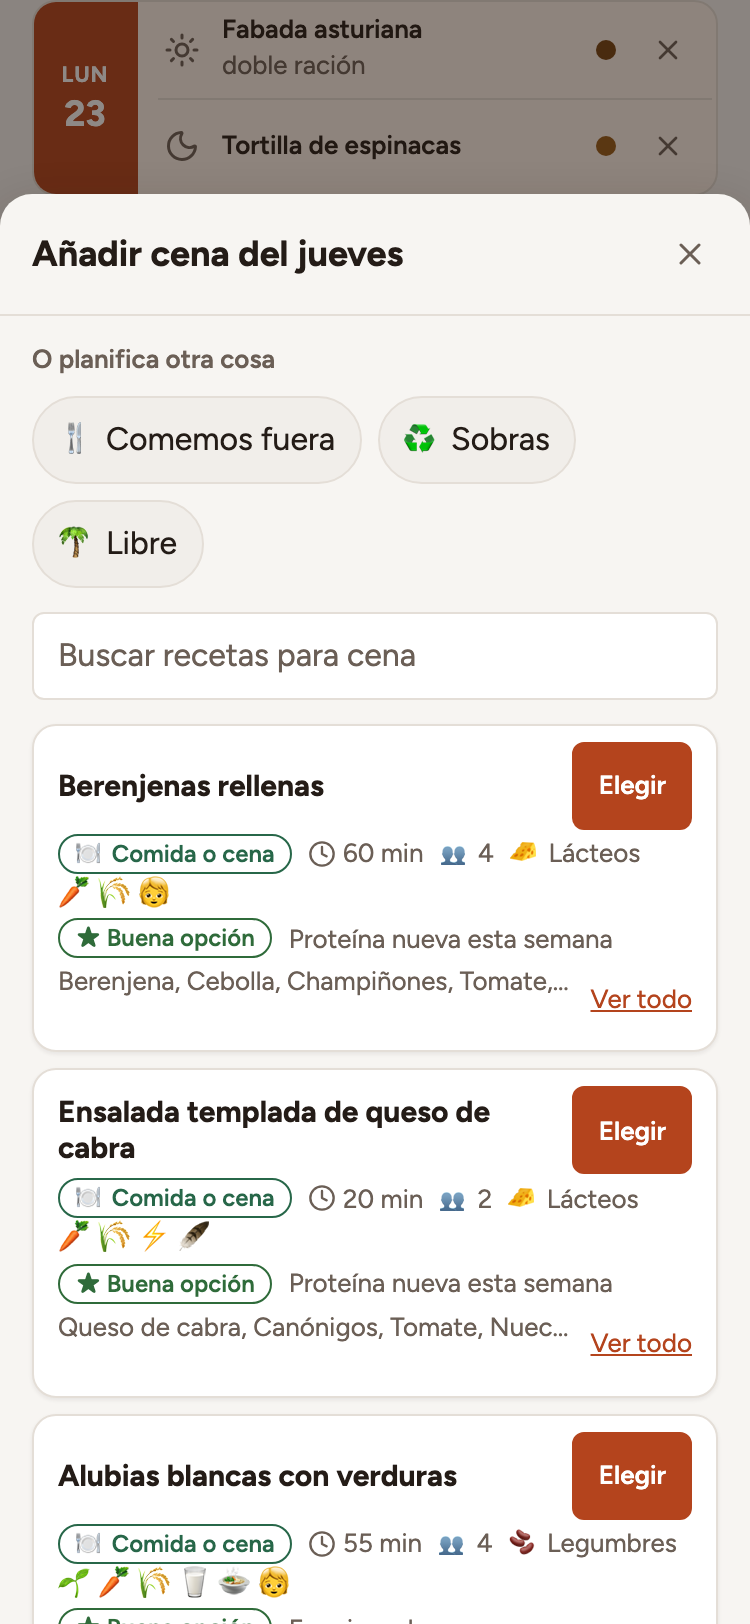 LUN
23
Fabada asturiana
doble ración
Tortilla de espinacas
Añadir cena del jueves
O planifica otra cosa
Comemos fuera
Sobras
Libre
Buscar recetas para cena
Berenjenas rellenas
Elegir
Comida o cena 60 min 4 Lácteos
Buena opción Proteína nueva esta semana
Berenjena, Cebolla, Champiñones, Tomate,...
Ver todo
Ensalada templada de queso de
cabra
Elegir
Comida o cena 20 min 2 Lácteos
Buena opción Proteína nueva esta semana
Queso de cabra, Canónigos, Tomate, Nuec...
Ver todo
Alubias blancas con verduras
Elegir
Comida o cena 55 min 4 Legumbres